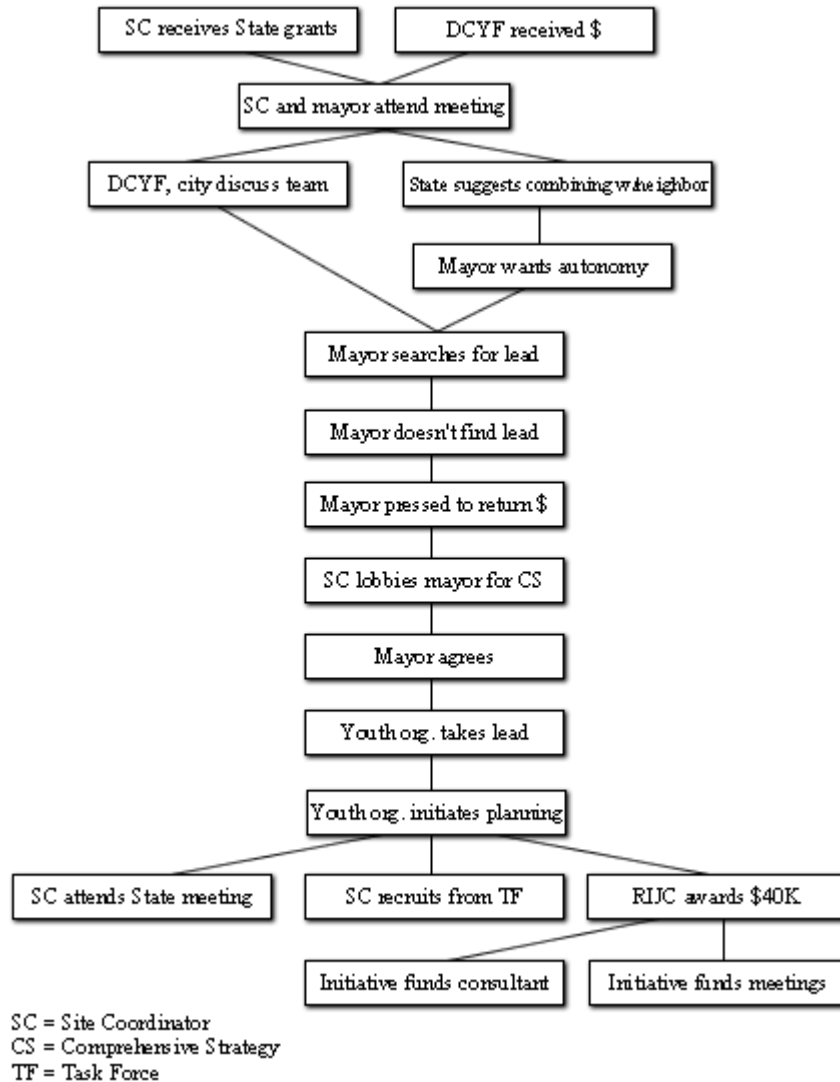 SC receives State grants
DCYF received $
SC and mayor attend meeting
DCYF, city discuss team
State suggests combining w/neighbor
Mayor wants autonomy
Mayor searches for lead
Mayor doesn't find lead
Mayor pressed to return $
SC lobbies mayor for CS
Mayor agrees
Youth org. takes lead
Youth org. initiates planning
SC attends State meeting
SC recruits from TF
RIJC awards $40K
Initiative funds consultant
Initiative funds meetings
SC = Site Coordinator
CS = Comprehensive Strategy
TF = Task Force